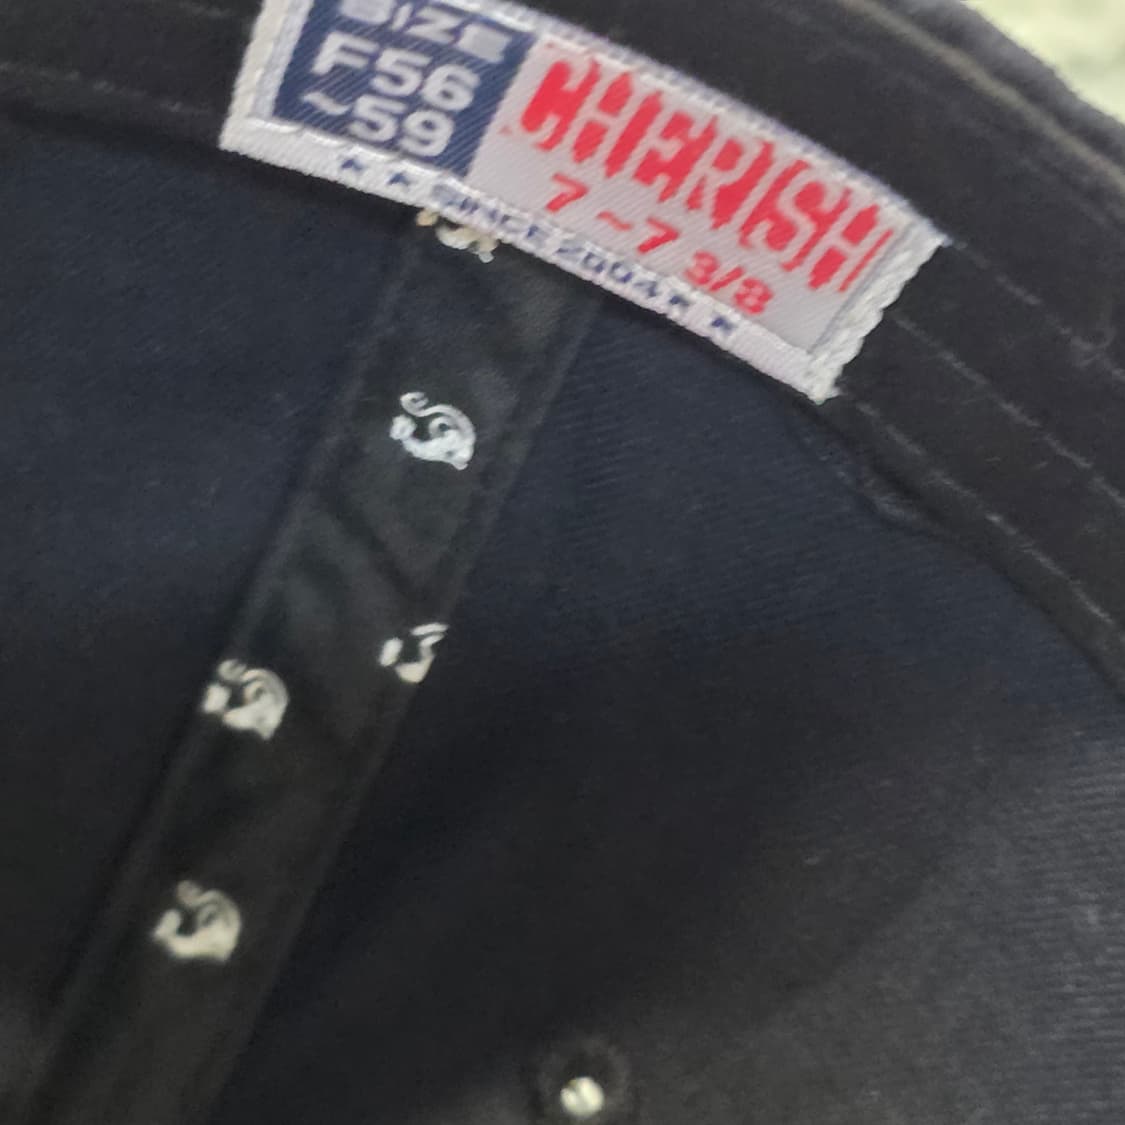 SIZE
F56
~59
CHERISH
7 ~7 3/8
★ ★ SINCE 2004 ★ ★